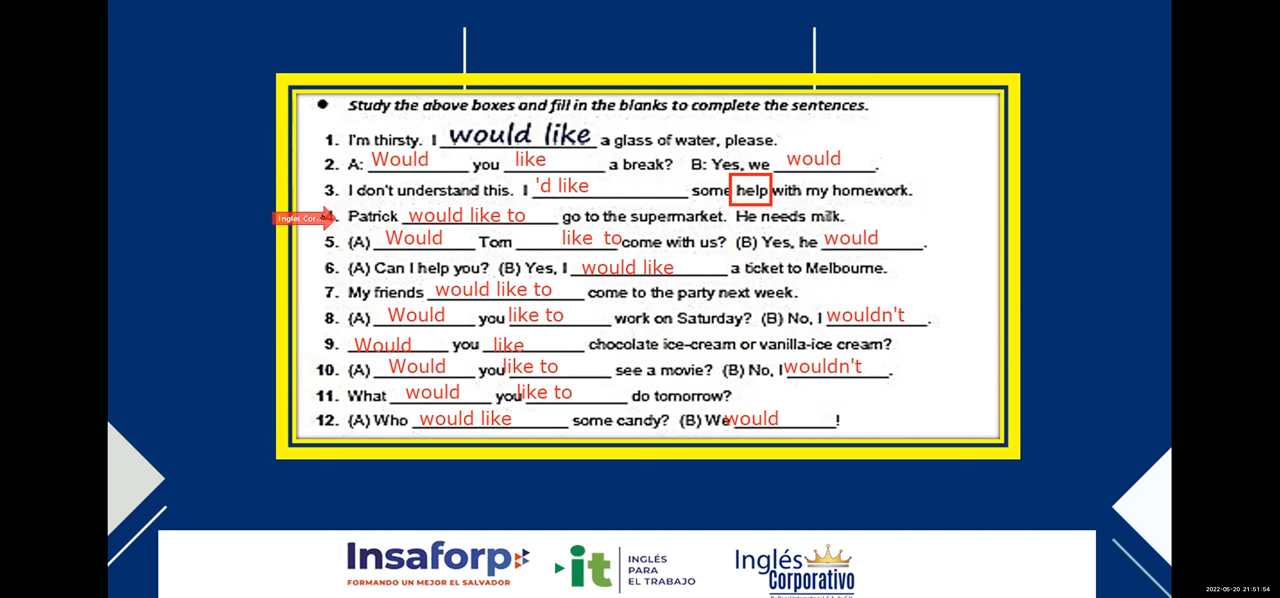 Study the above boxes and fill in the blanks to complete the sentences.
1. I'm thirsty. I would like a glass of water, please.
2. A: Would you like a break? B: Yes, we would.
3. I don't understand this. I 'd like some help with my homework.
Ingles Cor...
4. Patrick would like to go to the supermarket. He needs milk.
5. (A) Would Tom like to come with us? (B) Yes, he would.
6. (A) Can I help you? (B) Yes, I would like a ticket to Melbourne.
7. My friends would like to come to the party next week.
8. (A) Would you like to work on Saturday? (B) No, I wouldn't.
9. Would you like chocolate ice-cream or vanilla-ice cream?
10. (A) Would you like to see a movie? (B) No, I wouldn't.
11. What would you like to do tomorrow?
12. (A) Who would like some candy? (B) We would!
Insaforp
FORMANDO UN MEJOR EL SALVADOR
it
INGLÉS
PARA
EL TRABAJO
Inglés
Corporativo
2022-05-20 21:51:54